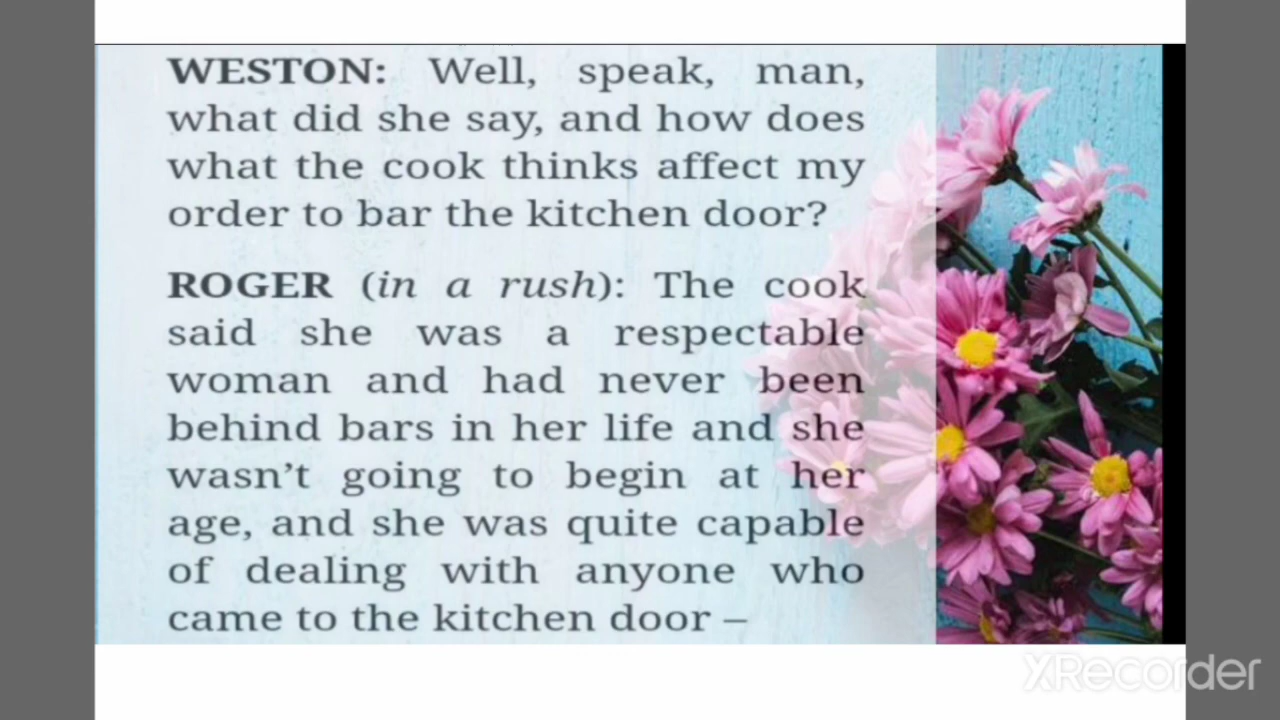 WESTON: Well, speak, man,
what did she say, and how does
what the cook thinks affect my
order to bar the kitchen door?
ROGER (in a rush): The cook
said she was a respectable
woman and had never been
behind bars in her life and she
wasn’t going to begin at her
age, and she was quite capable
of dealing with anyone who
came to the kitchen door –
XRecorder